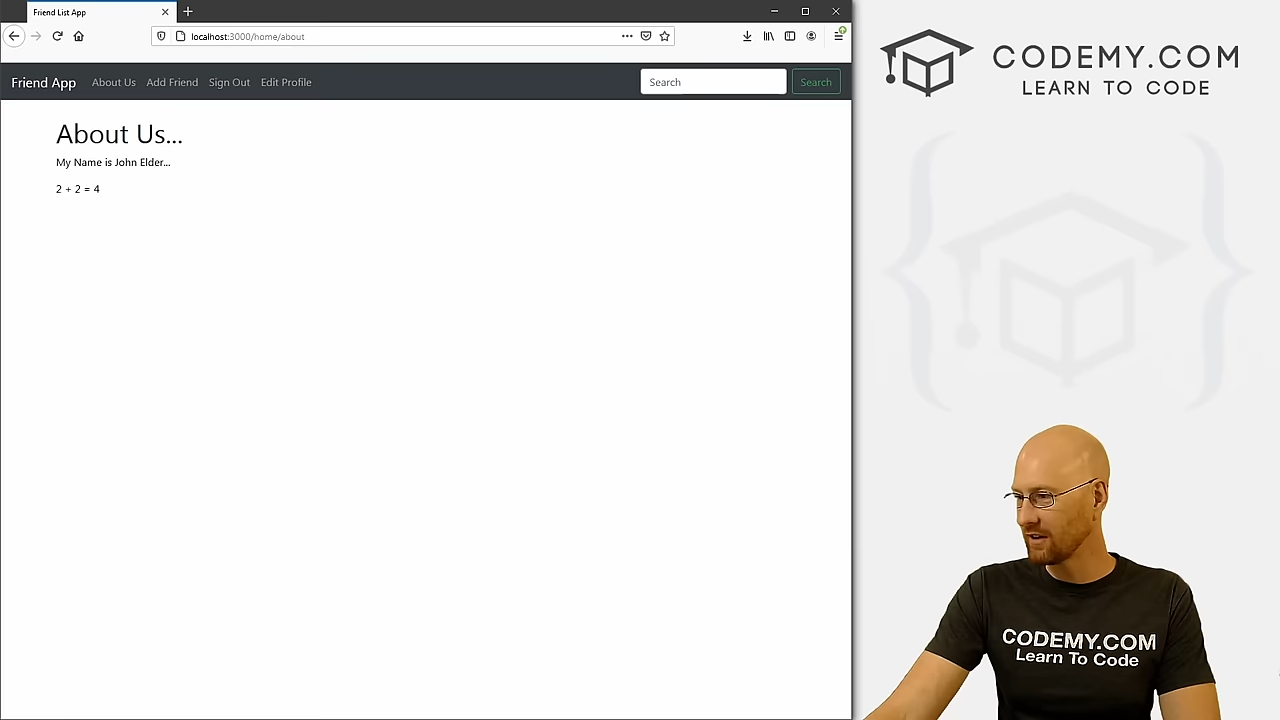 Friend List App
localhost:3000/home/about
Friend App About Us Add Friend Sign Out Edit Profile Search Search
About Us...
My Name is John Elder...
2 + 2 = 4
CODEMY.COM
LEARN TO CODE
CODEMY.COM
Learn To Code